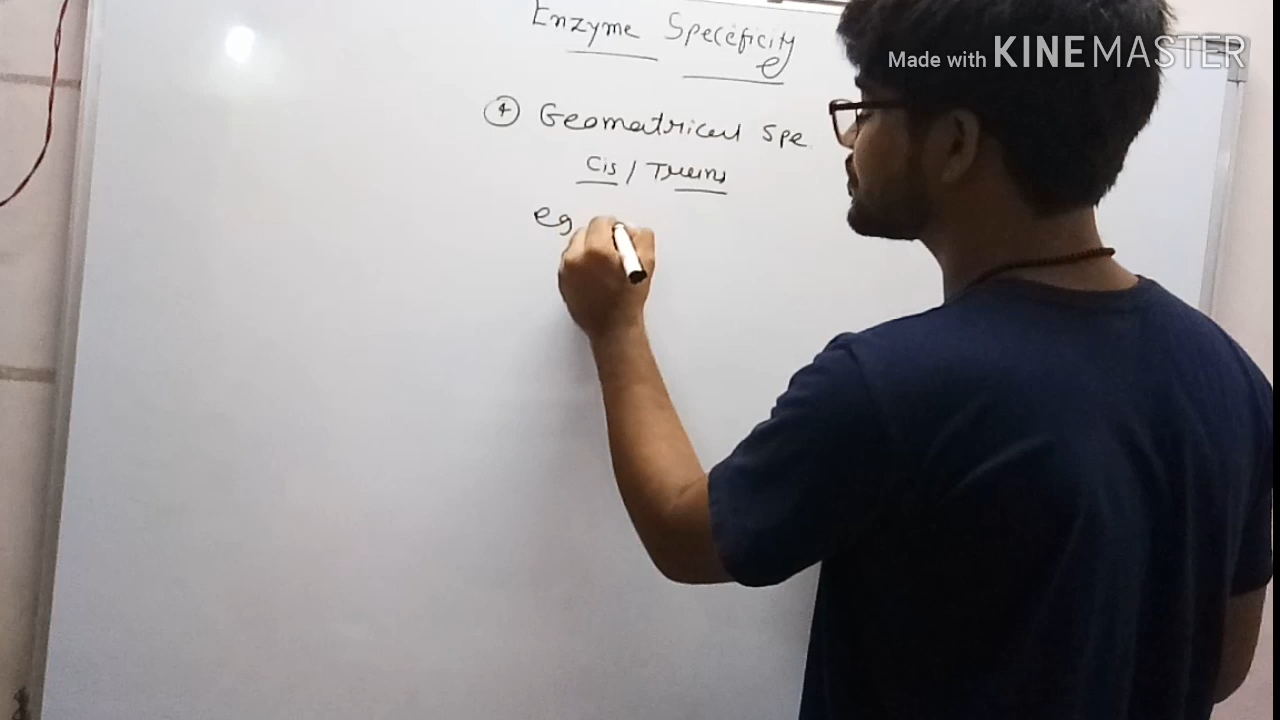 Enzyme Specificity
Made with KINEMASTER
④ Geomatrical Spe.
Cis / Trans
eg